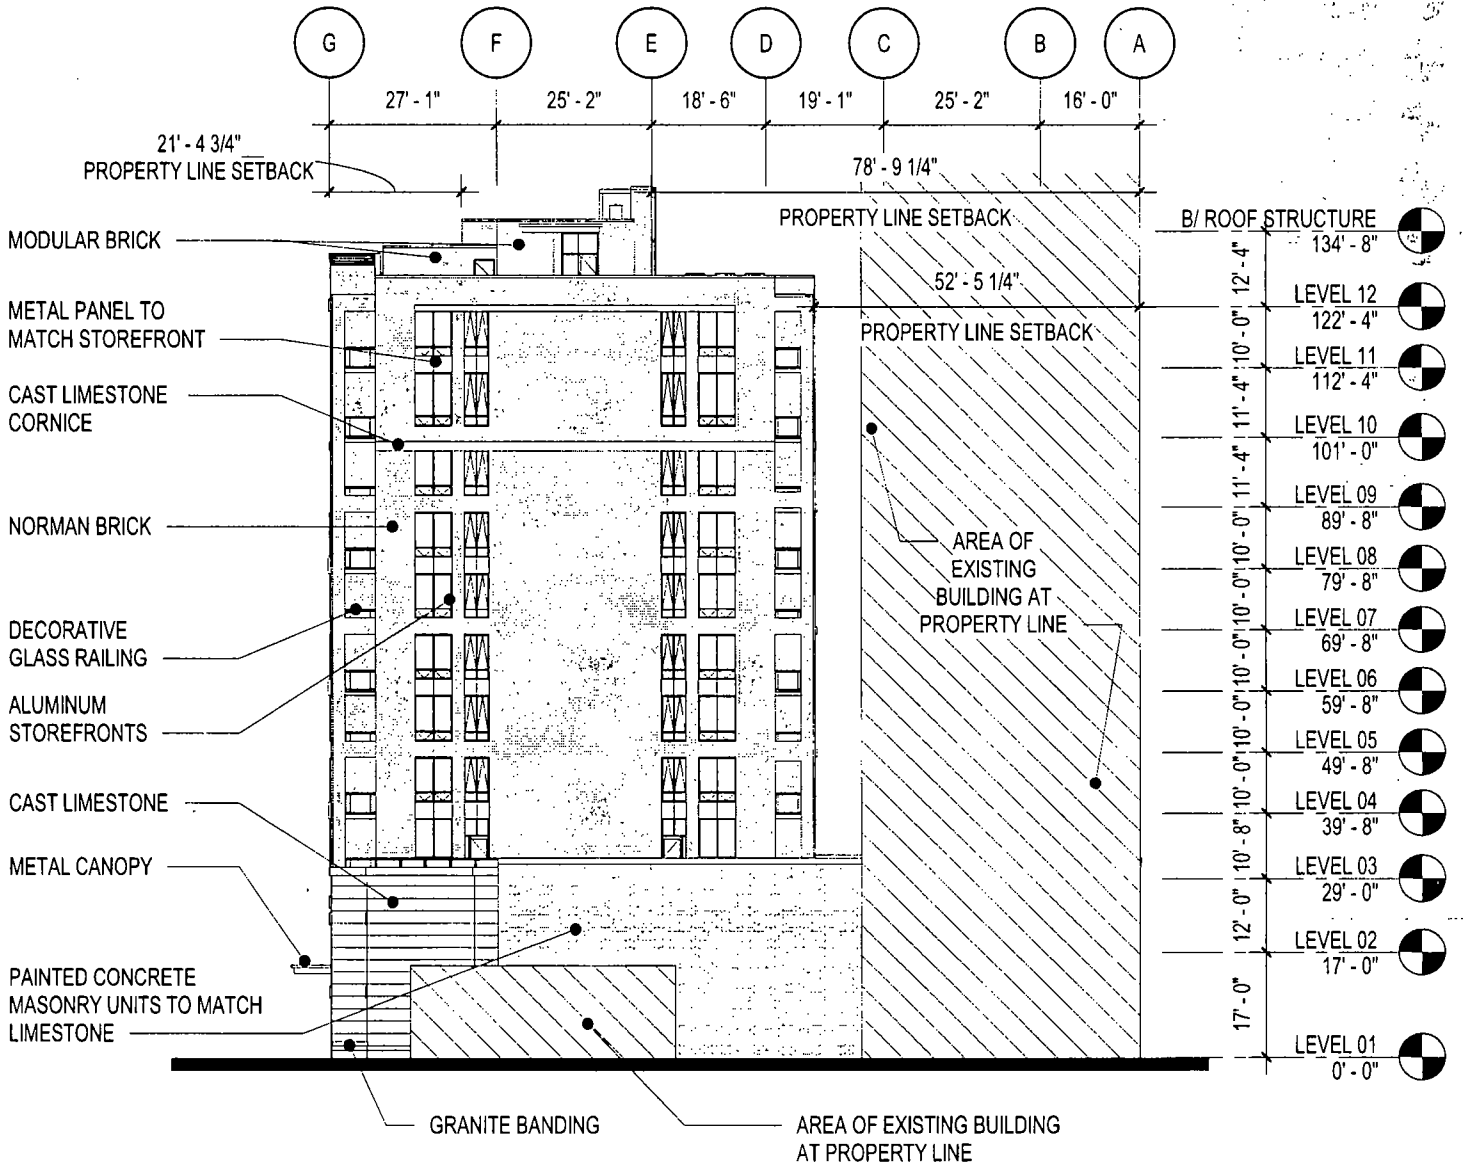 G F E D C B A
27' - 1" 25' - 2" 18' - 6" 19' - 1" 25' - 2" 16' - 0"
21' - 4 3/4"
PROPERTY LINE SETBACK
78' - 9 1/4"
PROPERTY LINE SETBACK
52' - 5 1/4"
PROPERTY LINE SETBACK
MODULAR BRICK
METAL PANEL TO
MATCH STOREFRONT
CAST LIMESTONE
CORNICE
NORMAN BRICK
DECORATIVE
GLASS RAILING
ALUMINUM
STOREFRONTS
CAST LIMESTONE
METAL CANOPY
PAINTED CONCRETE
MASONRY UNITS TO MATCH
LIMESTONE
GRANITE BANDING
AREA OF EXISTING BUILDING
AT PROPERTY LINE
AREA OF
EXISTING
BUILDING AT
PROPERTY LINE
B/ ROOF STRUCTURE
134' - 8"
12' - 4"
LEVEL 12
122' - 4"
10' - 0"
LEVEL 11
112' - 4"
11' - 4"
LEVEL 10
101' - 0"
11' - 4"
LEVEL 09
89' - 8"
10' - 0"
LEVEL 08
79' - 8"
10' - 0"
LEVEL 07
69' - 8"
10' - 0"
LEVEL 06
59' - 8"
10' - 0"
LEVEL 05
49' - 8"
10' - 0"
LEVEL 04
39' - 8"
10' - 8"
LEVEL 03
29' - 0"
12' - 0"
LEVEL 02
17' - 0"
17' - 0"
LEVEL 01
0' - 0"